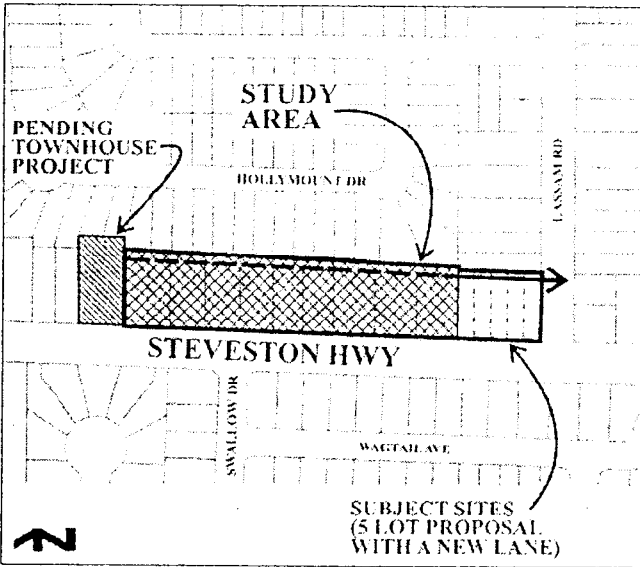 STUDY
AREA
PENDING
TOWNHOUSE
PROJECT
HOLLYMOUNT DR
LASSAM RD
STEVESTON HWY
SWALLOW DR
WAGTAIL AVE
SUBJECT SITES
(5 LOT PROPOSAL
WITH A NEW LANE)
N